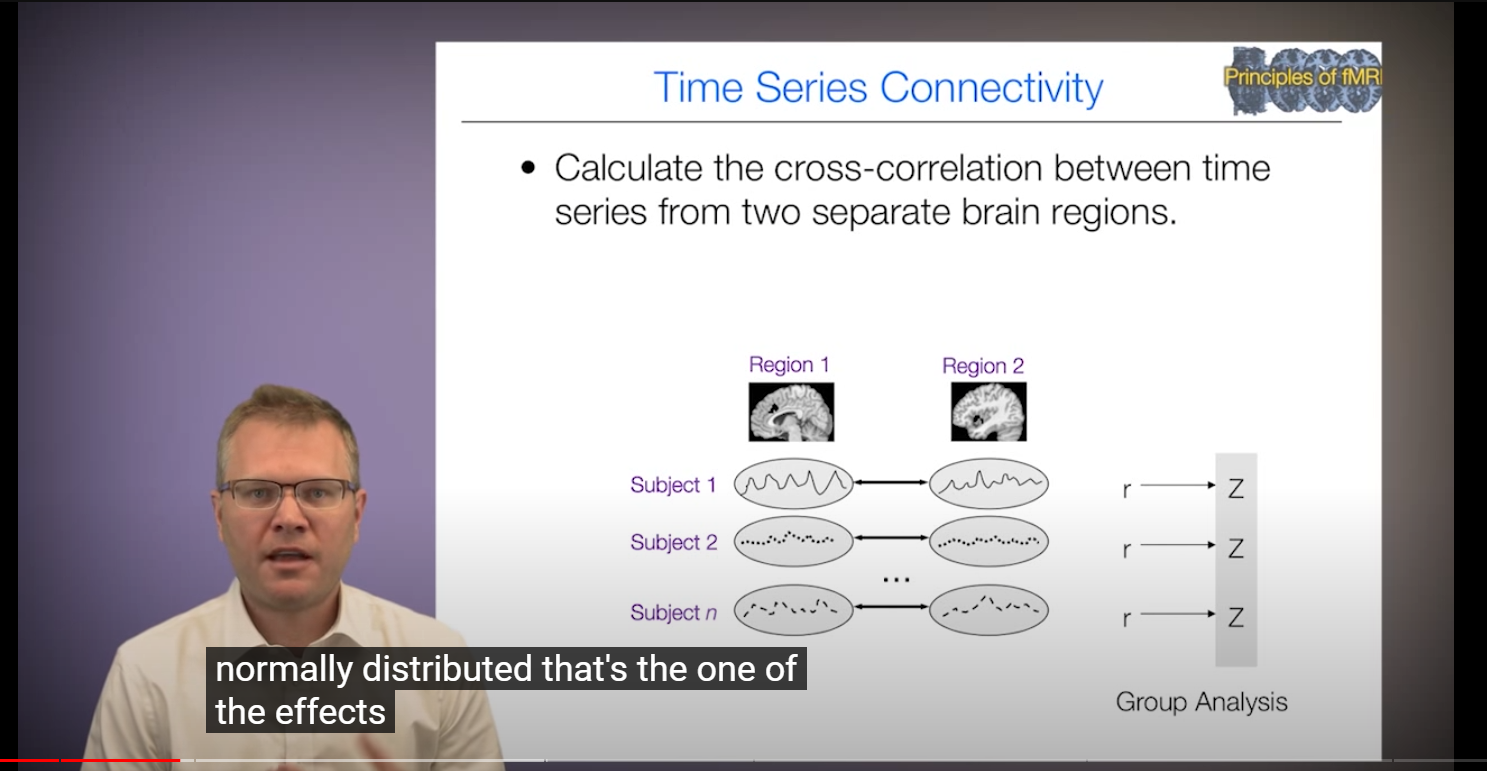 Time Series Connectivity
Principles of fMRI
• Calculate the cross-correlation between time
series from two separate brain regions.
Region 1 Region 2
Subject 1 r Z
Subject 2 r Z
...
Subject n r Z
Group Analysis
normally distributed that's the one of
the effects